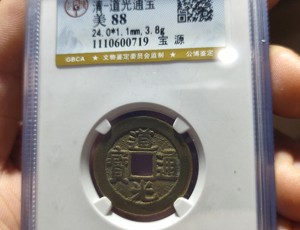 清-道光通宝
美 88
24.0*1.1mm,3.8g
1110600719 宝 源
GBCA ★ 文物鉴定委员会监制 ★ 公博鉴定
道
寶 通
光